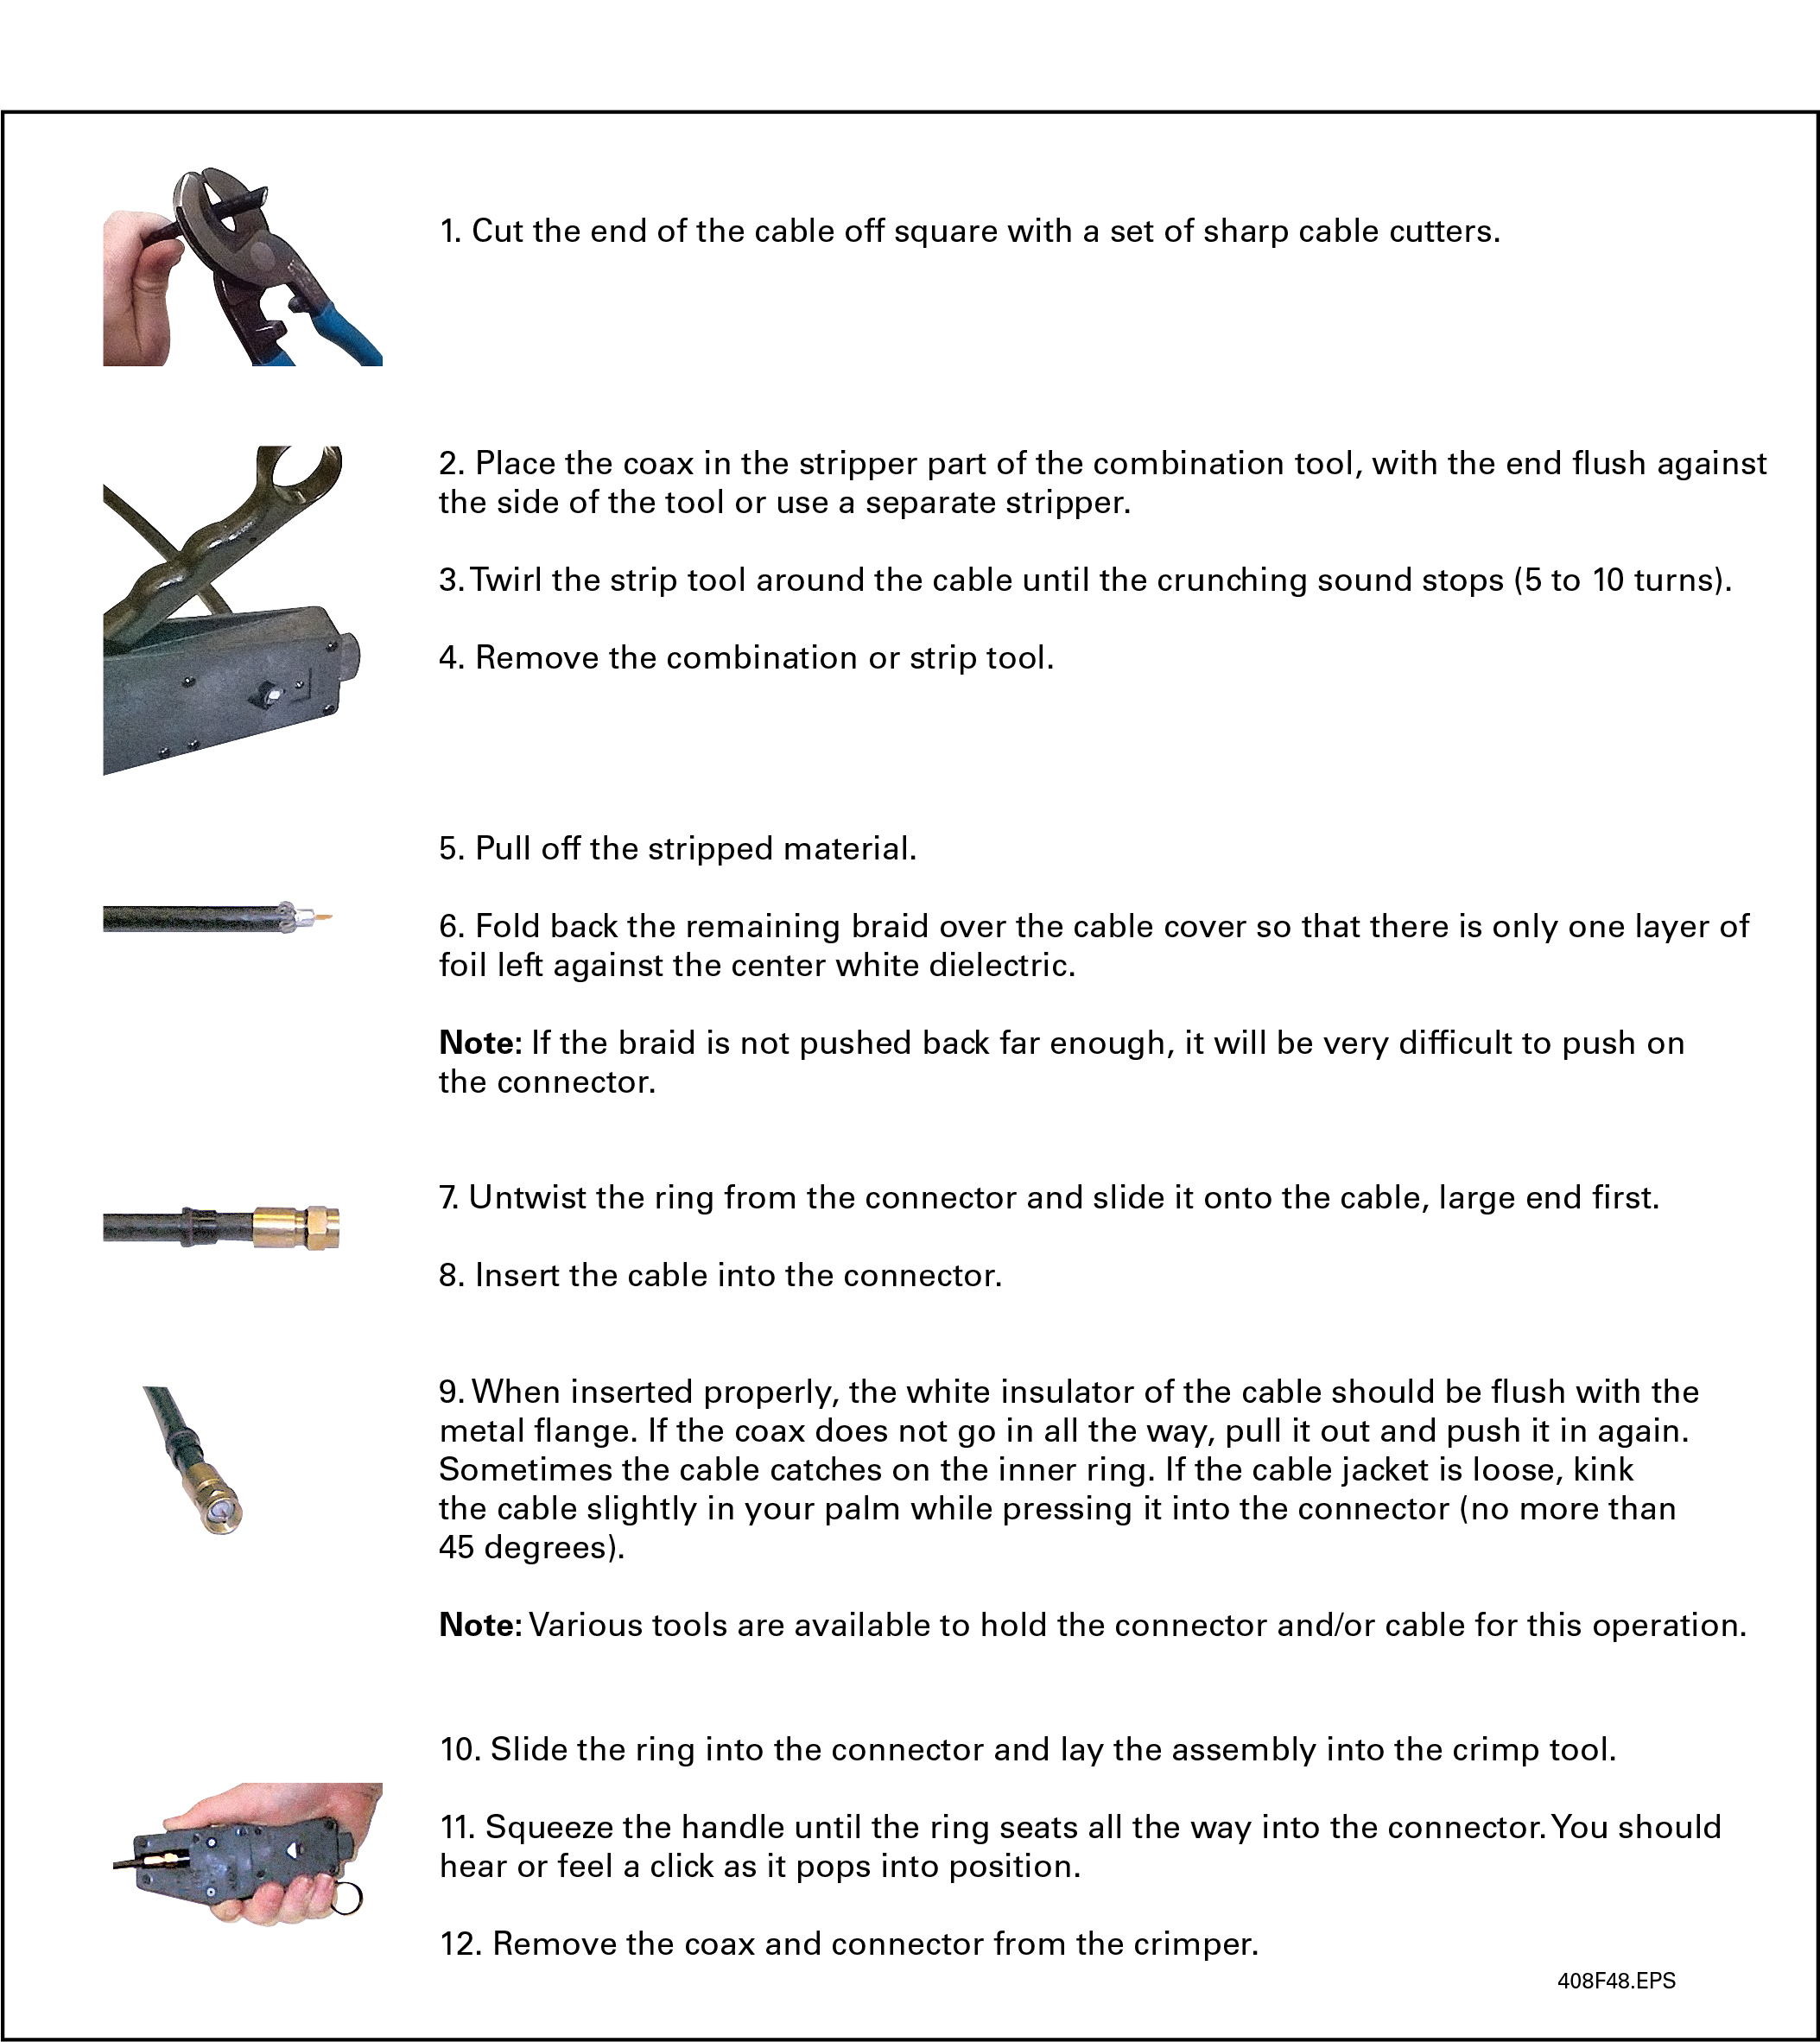 1. Cut the end of the cable off square with a set of sharp cable cutters.
2. Place the coax in the stripper part of the combination tool, with the end flush against
the side of the tool or use a separate stripper.
3. Twirl the strip tool around the cable until the crunching sound stops (5 to 10 turns).
4. Remove the combination or strip tool.
5. Pull off the stripped material.
6. Fold back the remaining braid over the cable cover so that there is only one layer of
foil left against the center white dielectric.
Note: If the braid is not pushed back far enough, it will be very difficult to push on
the connector.
7. Untwist the ring from the connector and slide it onto the cable, large end first.
8. Insert the cable into the connector.
9. When inserted properly, the white insulator of the cable should be flush with the
metal flange. If the coax does not go in all the way, pull it out and push it in again.
Sometimes the cable catches on the inner ring. If the cable jacket is loose, kink
the cable slightly in your palm while pressing it into the connector (no more than
45 degrees).
Note: Various tools are available to hold the connector and/or cable for this operation.
10. Slide the ring into the connector and lay the assembly into the crimp tool.
11. Squeeze the handle until the ring seats all the way into the connector. You should
hear or feel a click as it pops into position.
12. Remove the coax and connector from the crimper.
408F48.EPS